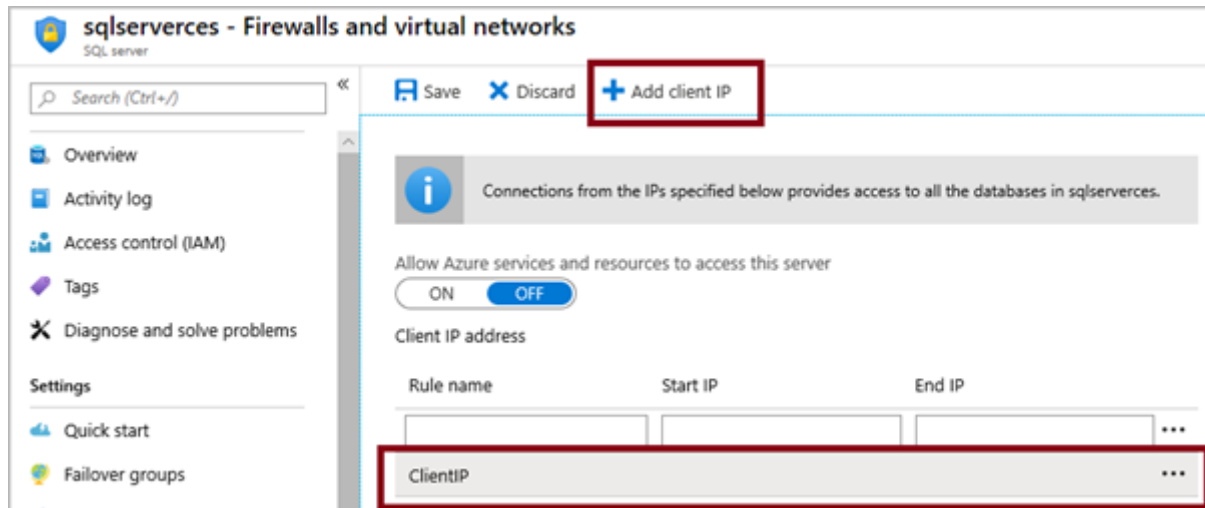 sqlserverces - Firewalls and virtual networks
SQL server
Search (Ctrl+/)
«
Overview
Activity log
Access control (IAM)
Tags
Diagnose and solve problems
Settings
Quick start
Failover groups
Save Discard Add client IP
Connections from the IPs specified below provides access to all the databases in sqlserverces.
Allow Azure services and resources to access this server
ON OFF
Client IP address
Rule name Start IP End IP
ClientIP